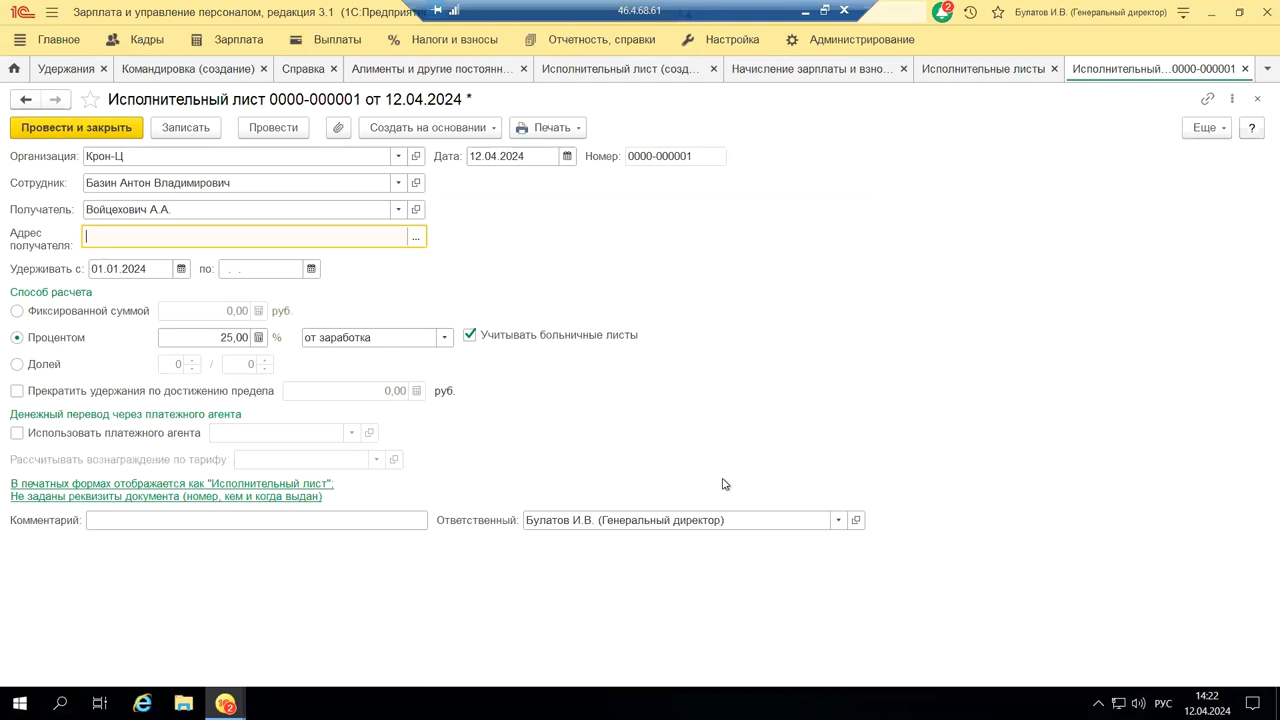 Зарплата и управление персоналом, редакция 3.1 (1С:Предприятие
46.4.68.61
2
Булатов И.В. (Генеральный директор)
Главное Кадры Зарплата Выплаты Налоги и взносы Отчетность, справки Настройка Администрирование
Удержания Командировка (создание) Справка Алименты и другие постоянн... Исполнительный лист (созд... Начисление зарплаты и взно... Исполнительные листы Исполнительный...0000-000001
Исполнительный лист 0000-000001 от 12.04.2024 *
Провести и закрыть Записать Провести Создать на основании Печать Еще ?
Организация: Крон-Ц Дата: 12.04.2024 Номер: 0000-000001
Сотрудник: Базин Антон Владимирович
Получатель: Войцехович А.А.
Адрес
получателя: ...
Удерживать с: 01.01.2024 по: . .
Способ расчета
Фиксированной суммой 0,00 руб.
Процентом 25,00 % от заработка Учитывать больничные листы
Долей 0 / 0
Прекратить удержания по достижению предела 0,00 руб.
Денежный перевод через платежного агента
Использовать платежного агента
Рассчитывать вознаграждение по тарифу:
В печатных формах отображается как "Исполнительный лист";
Не заданы реквизиты документа (номер, кем и когда выдан)
Комментарий: Ответственный: Булатов И.В. (Генеральный директор)
2
РУС
14:22
12.04.2024